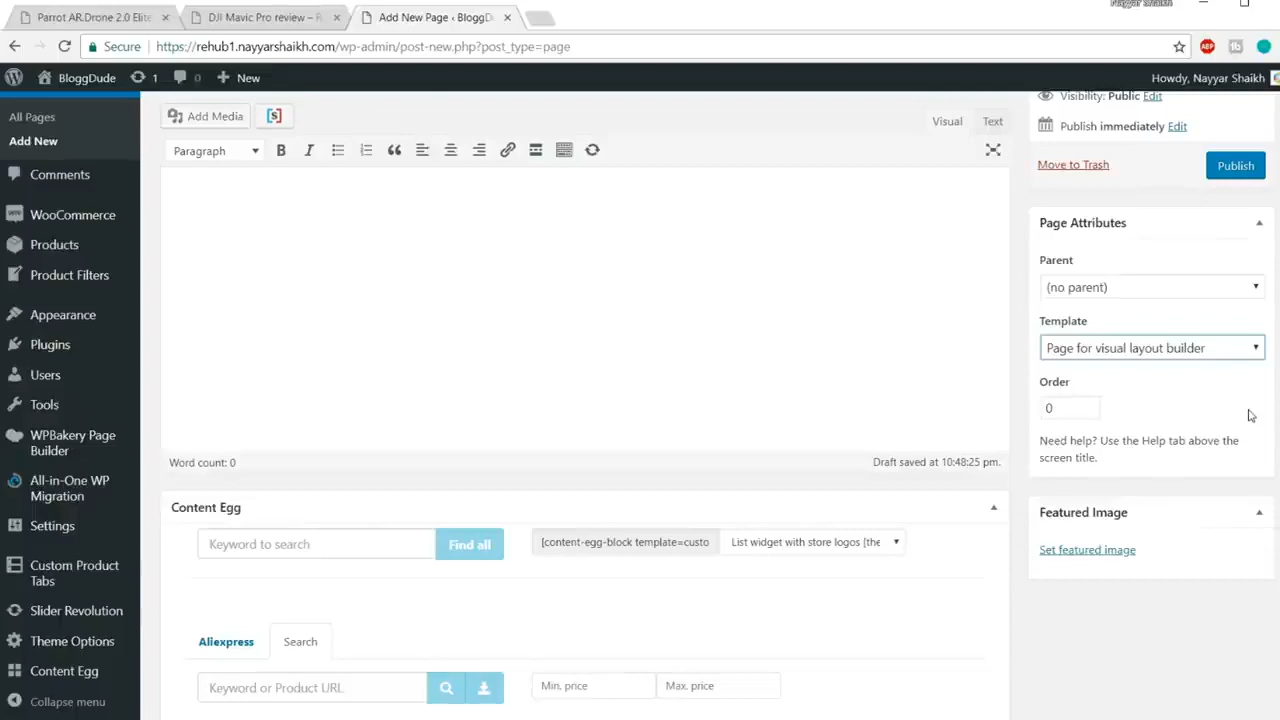 Nayyar Shaikh
Parrot AR.Drone 2.0 Elite
DJI Mavic Pro review – R
Add New Page ‹ BloggD
Secure
https://rehub1.nayyarshaikh.com/wp-admin/post-new.php?post_type=page
ABP
BloggDude
1
0
New
Howdy, Nayyar Shaikh
All Pages
Add New
Comments
WooCommerce
Products
Product Filters
Appearance
Plugins
Users
Tools
WPBakery Page
Builder
All-in-One WP
Migration
Settings
Custom Product
Tabs
Slider Revolution
Theme Options
Content Egg
Collapse menu
Add Media
[S]
Visual
Text
Paragraph
B
I
Word count: 0
Draft saved at 10:48:25 pm.
Content Egg
Keyword to search
Find all
[content-egg-block template=custo
List widget with store logos [the
Aliexpress
Search
Keyword or Product URL
Min. price
Max. price
Visibility: Public Edit
Publish immediately Edit
Move to Trash
Publish
Page Attributes
Parent
(no parent)
Template
Page for visual layout builder
Order
0
Need help? Use the Help tab above the
screen title.
Featured Image
Set featured image